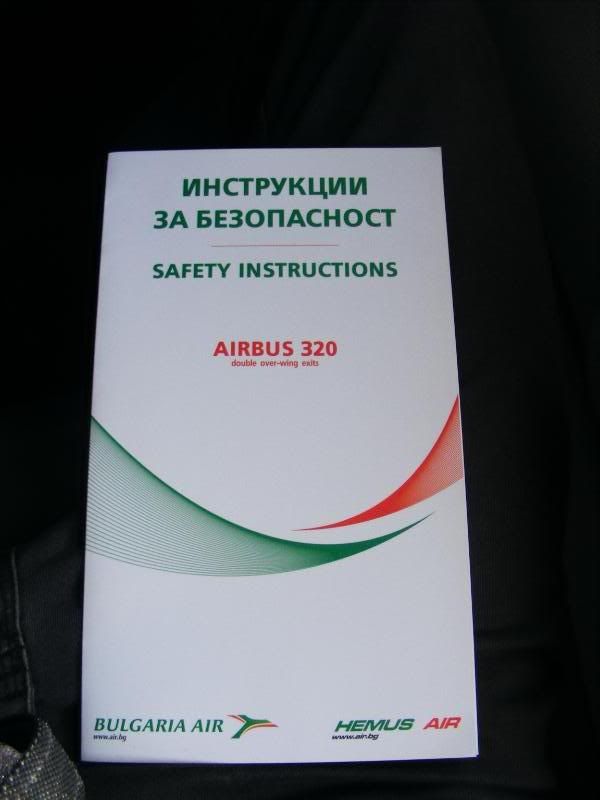 ИНСТРУКЦИИ
ЗА БЕЗОПАСНОСТ
SAFETY INSTRUCTIONS
AIRBUS 320
double over-wing exits
BULGARIA AIR
www.air.bg
HEMUS AIR
www.air.bg